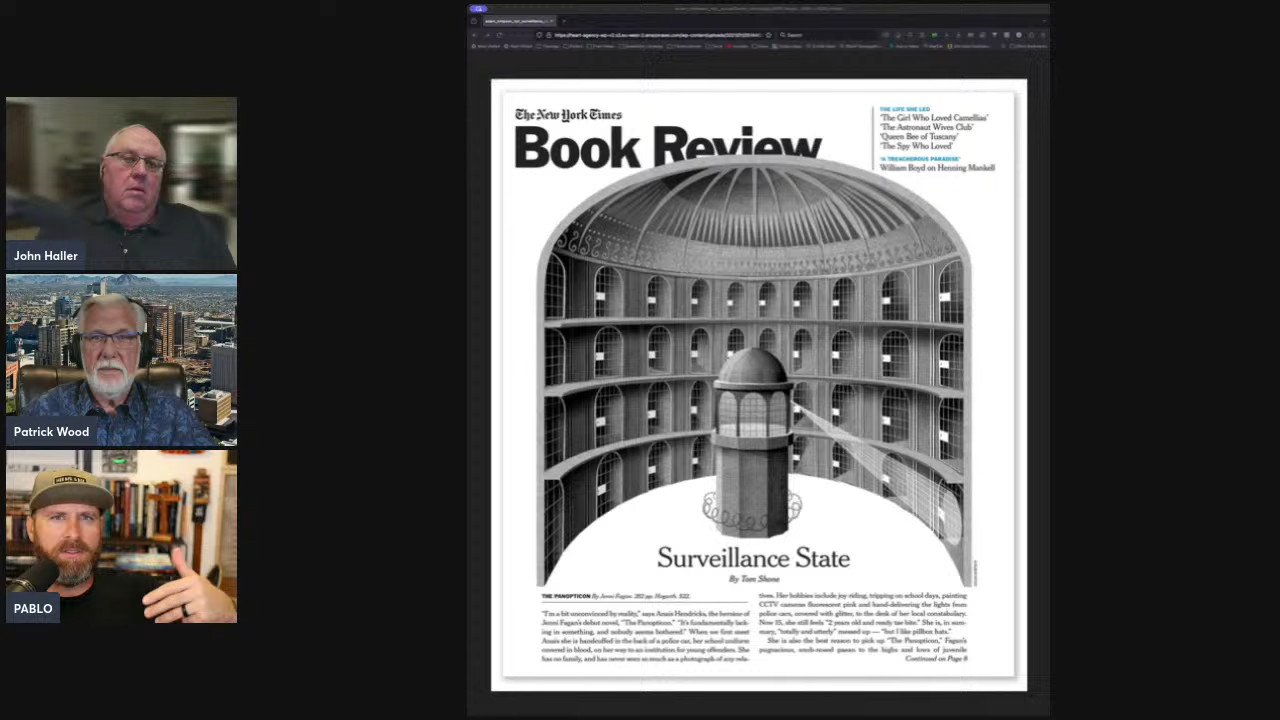 John Haller
Patrick Wood
PABLO
The New York Times
Book Review
THE LIFE SHE LED
'The Girl Who Loved Camellias'
'The Astronaut Wives Club'
'Queen Bee of Tuscany'
'The Spy Who Loved'
'A TREACHEROUS PARADISE'
William Boyd on Henning Mankell
Surveillance State
By Tom Shone
THE PANOPTICON By Jenni Fagan. 282 pp. Hogarth. $22.
"I'm a bit unconvinced by reality," says Anais Hendricks, the heroine of
Jenni Fagan's debut novel, "The Panopticon." "It's fundamentally lack-
ing in something, and nobody seems bothered." When we first meet
Anais she is handcuffed in the back of a police car, her school uniform
covered in blood, on her way to an institution for young offenders. She
has no family, and has never seen so much as a photograph of any rela-
tives. Her hobbies include joy riding, tripping on school days, painting
CCTV cameras fluorescent pink and hand-delivering the lights from
police cars, covered with glitter, to the desk of her local constabulary.
Now 15, she still feels "2 years old and ready tae bite." She is, in sum-
mary, "totally and utterly" messed up — "but I like pillbox hats."
She is also the best reason to pick up "The Panopticon," Fagan's
pugnacious, snub-nosed paean to the highs and lows of juvenile
Continued on Page 8